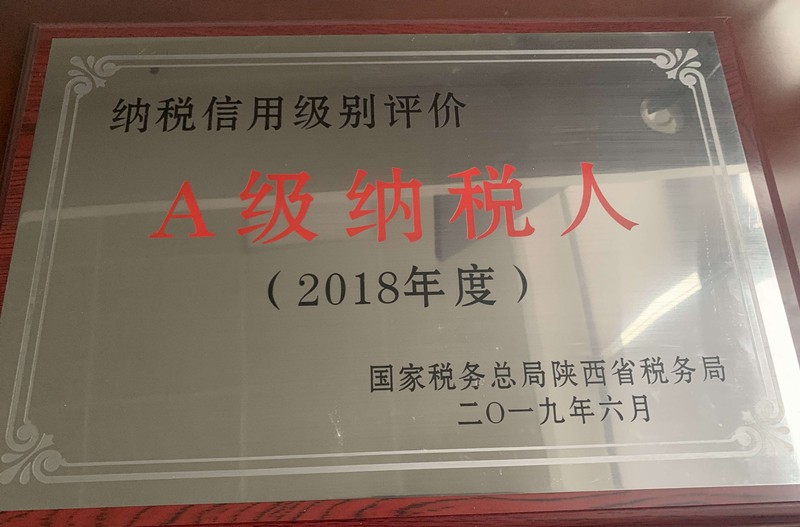 纳税信用级别评价
A级纳税人
（2018年度）
国家税务总局陕西省税务局
二〇一九年六月